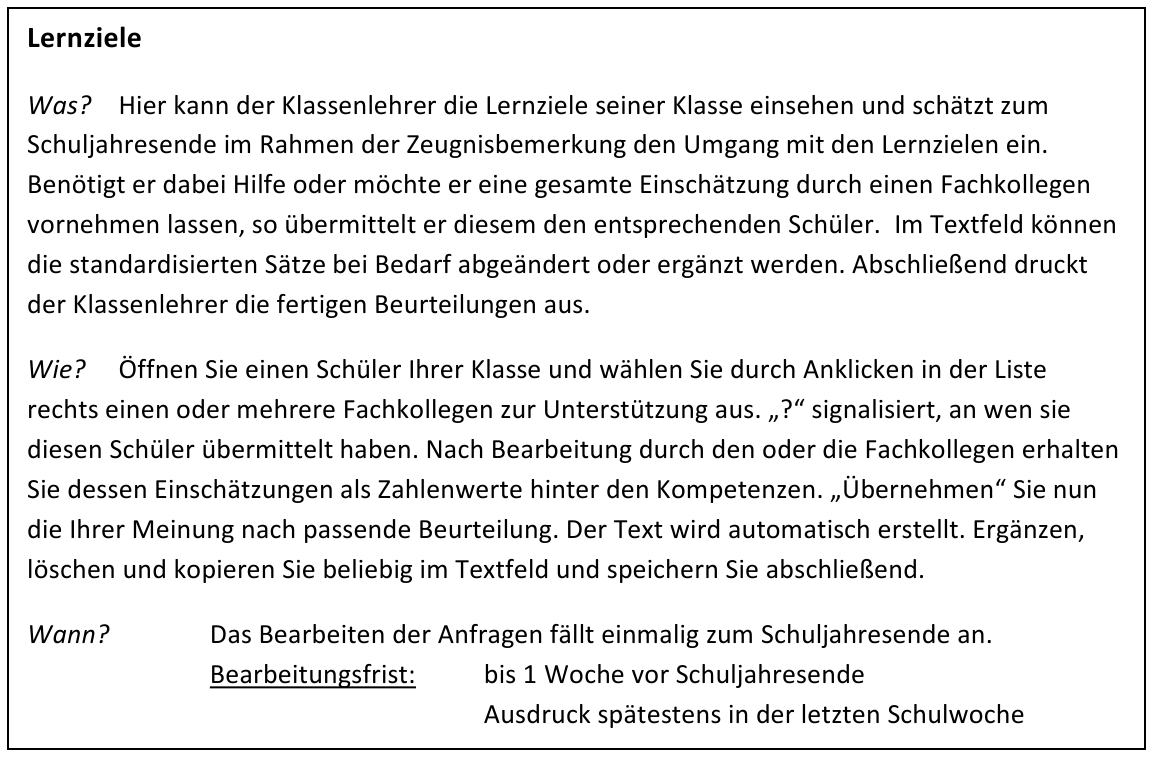 Lernziele
Was? Hier kann der Klassenlehrer die Lernziele seiner Klasse einsehen und schätzt zum
Schuljahresende im Rahmen der Zeugnisbemerkung den Umgang mit den Lernzielen ein.
Benötigt er dabei Hilfe oder möchte er eine gesamte Einschätzung durch einen Fachkollegen
vornehmen lassen, so übermittelt er diesem den entsprechenden Schüler.  Im Textfeld können
die standardisierten Sätze bei Bedarf abgeändert oder ergänzt werden. Abschließend druckt
der Klassenlehrer die fertigen Beurteilungen aus.
Wie? Öffnen Sie einen Schüler Ihrer Klasse und wählen Sie durch Anklicken in der Liste
rechts einen oder mehrere Fachkollegen zur Unterstützung aus. „?“ signalisiert, an wen sie
diesen Schüler übermittelt haben. Nach Bearbeitung durch den oder die Fachkollegen erhalten
Sie dessen Einschätzungen als Zahlenwerte hinter den Kompetenzen. „Übernehmen“ Sie nun
die Ihrer Meinung nach passende Beurteilung. Der Text wird automatisch erstellt. Ergänzen,
löschen und kopieren Sie beliebig im Textfeld und speichern Sie abschließend.
Wann? Das Bearbeiten der Anfragen fällt einmalig zum Schuljahresende an.
Bearbeitungsfrist: bis 1 Woche vor Schuljahresende
Ausdruck spätestens in der letzten Schulwoche